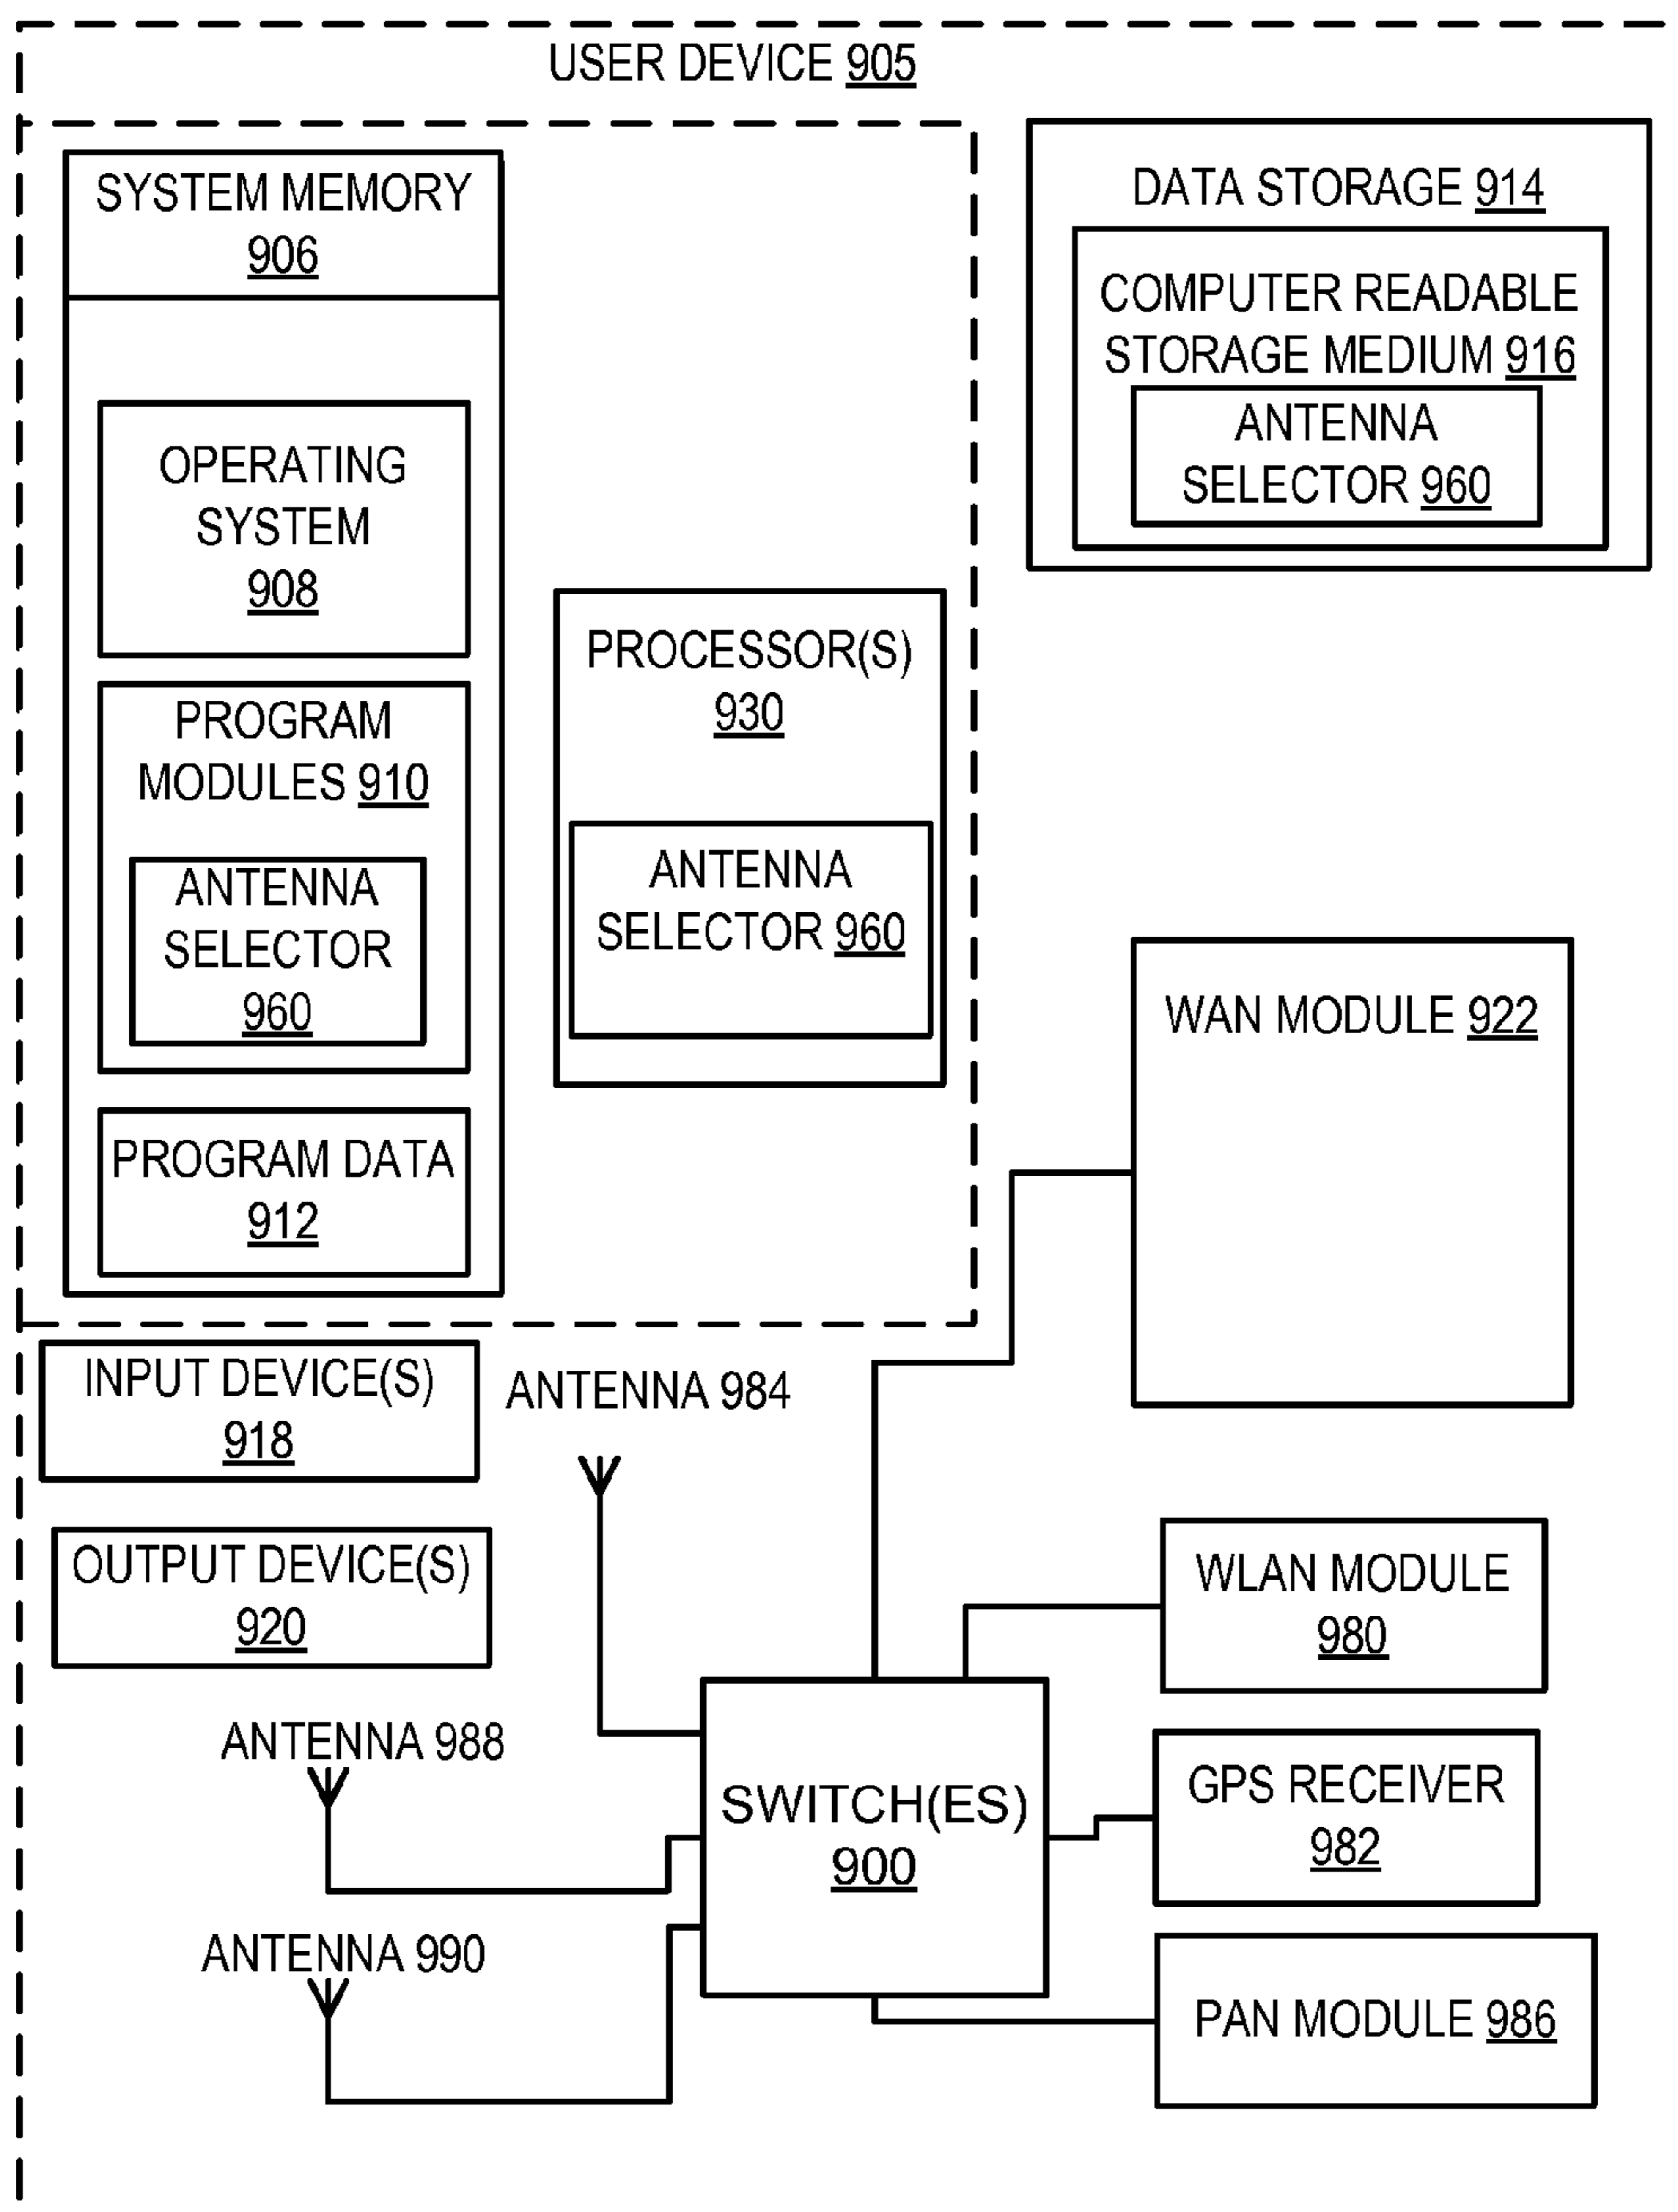 USER DEVICE 905
SYSTEM MEMORY
906
OPERATING
SYSTEM
908
PROGRAM
MODULES 910
ANTENNA
SELECTOR
960
PROGRAM DATA
912
PROCESSOR(S)
930
ANTENNA
SELECTOR 960
DATA STORAGE 914
COMPUTER READABLE
STORAGE MEDIUM 916
ANTENNA
SELECTOR 960
WAN MODULE 922
INPUT DEVICE(S)
918
ANTENNA 984
OUTPUT DEVICE(S)
920
WLAN MODULE
980
ANTENNA 988
SWITCH(ES)
900
GPS RECEIVER
982
ANTENNA 990
PAN MODULE 986